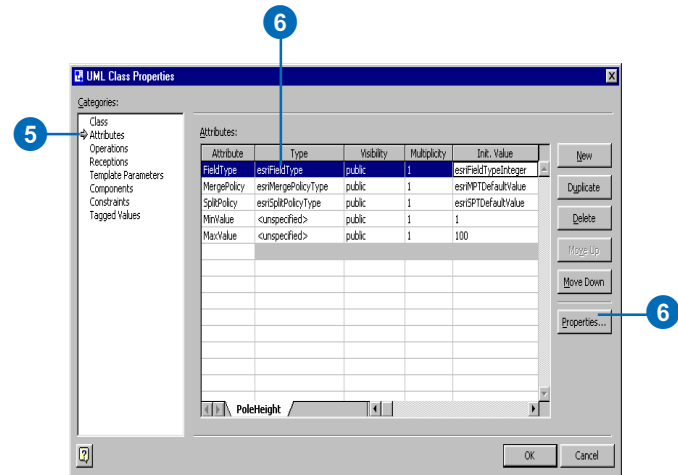 6
UML Class Properties
Categories:
5
Class
Attributes
Operations
Receptions
Template Parameters
Components
Constraints
Tagged Values
Attributes:
Attribute Type Visibility Multiplicity Init. Value
FieldType esriFieldType public 1 esriFieldTypeInteger
MergePolicy esriMergePolicyType public 1 esriMPTDefaultValue
SplitPolicy esriSplitPolicyType public 1 esriSPTDefaultValue
MinValue <unspecified> public 1 1
MaxValue <unspecified> public 1 100
PoleHeight
New
Duplicate
Delete
Move Up
Move Down
Properties...
6
?
OK Cancel